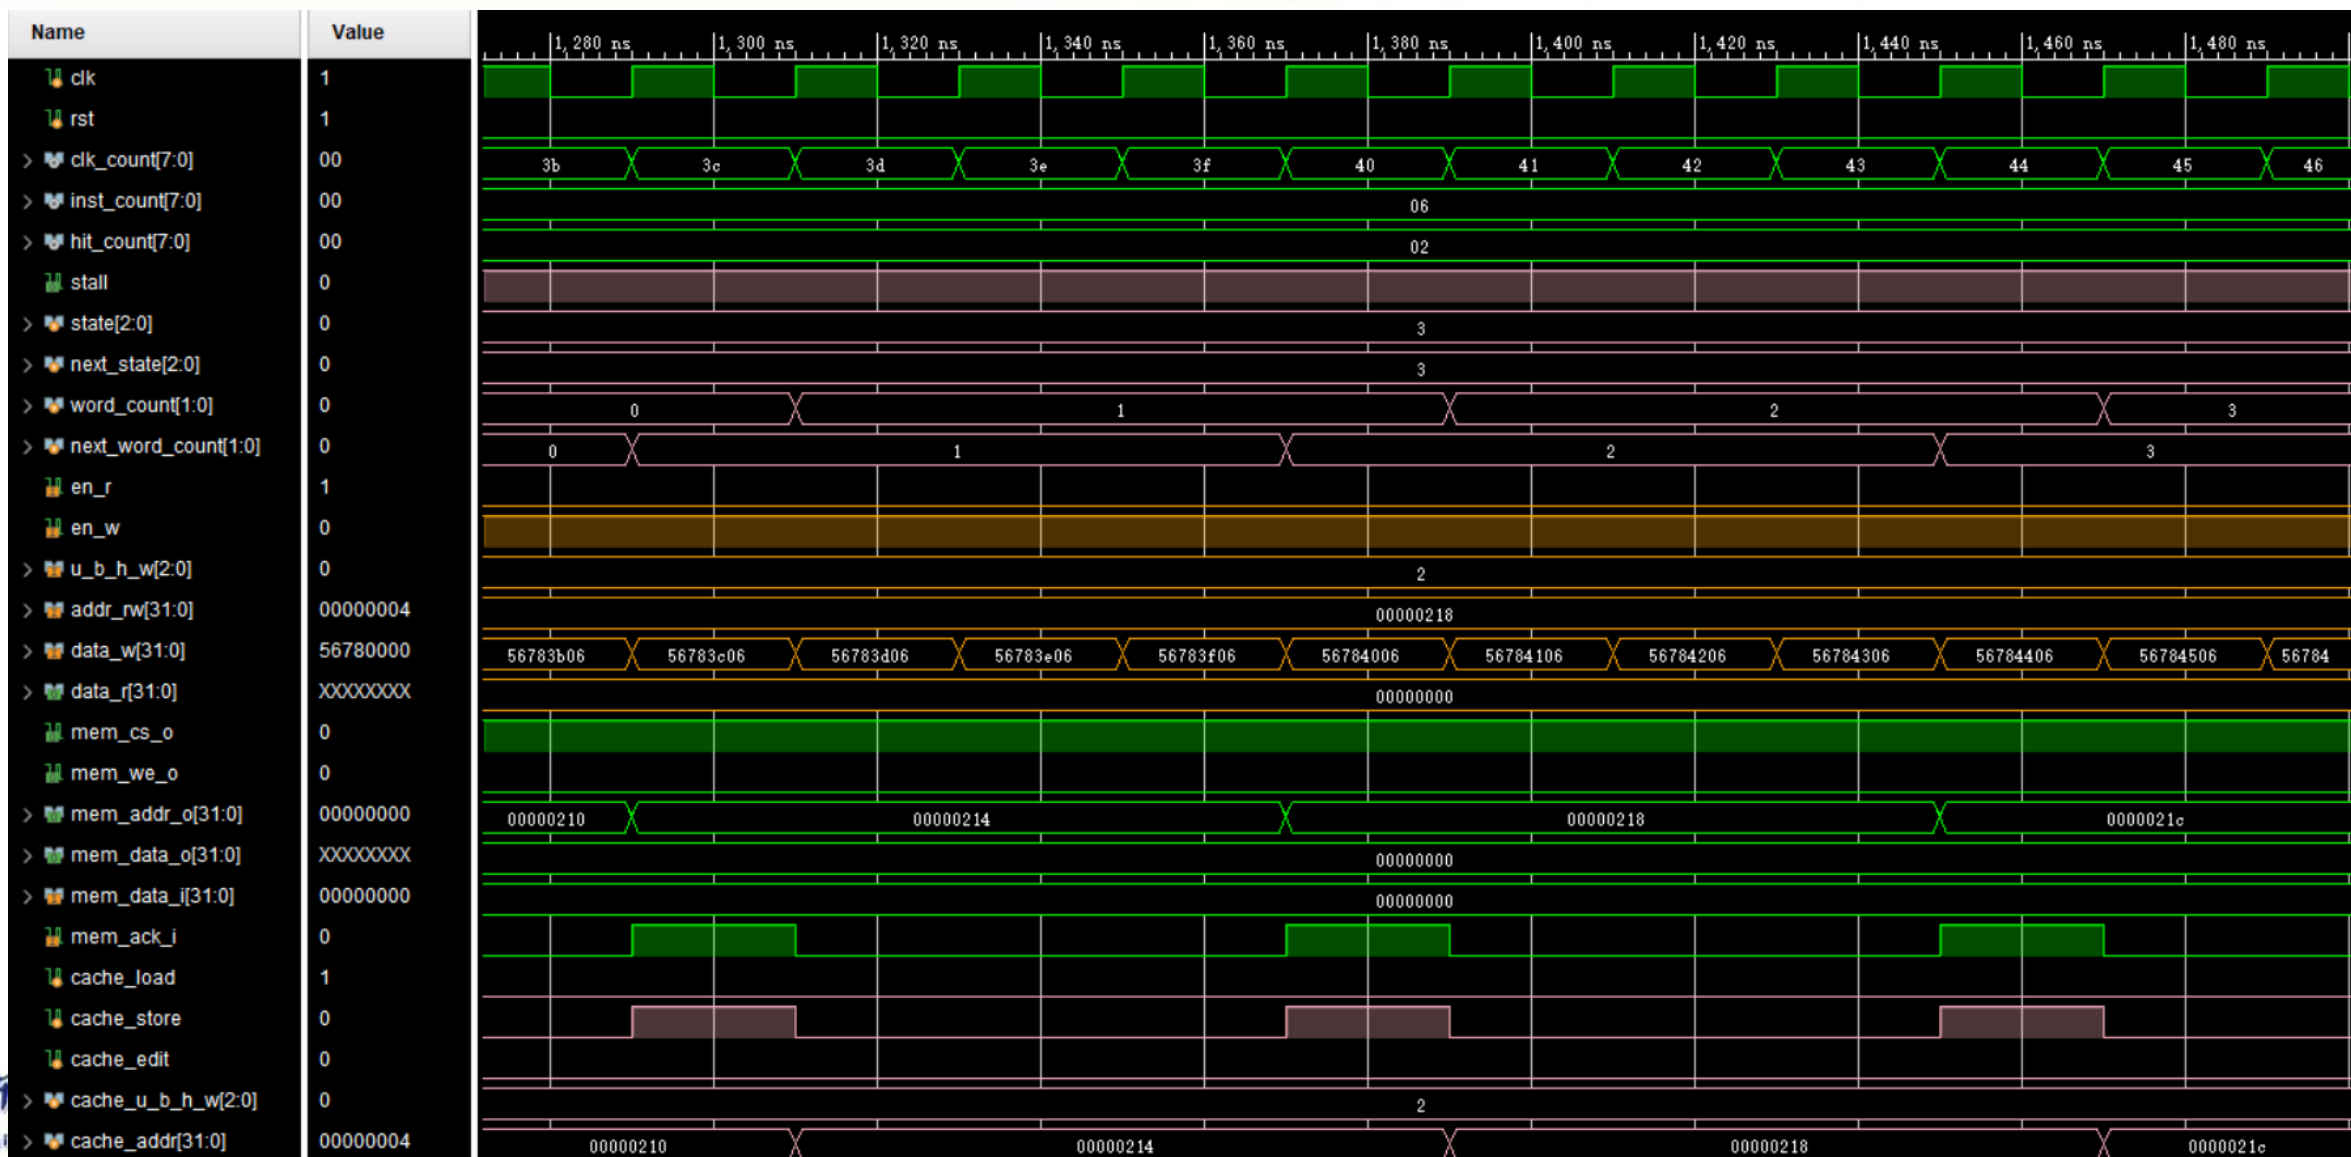 Name Value
1,280 ns 1,300 ns 1,320 ns 1,340 ns 1,360 ns 1,380 ns 1,400 ns 1,420 ns 1,440 ns 1,460 ns 1,480 ns
clk 1
rst 1
clk_count[7:0] 00 3b 3c 3d 3e 3f 40 41 42 43 44 45 46
inst_count[7:0] 00 06
hit_count[7:0] 00 02
stall 0
state[2:0] 0 3
next_state[2:0] 0 3
word_count[1:0] 0 0 1 2 3
next_word_count[1:0] 0 0 1 2 3
en_r 1
en_w 0
u_b_h_w[2:0] 0 2
addr_rw[31:0] 00000004 00000218
data_w[31:0] 56780000 56783b06 56783c06 56783d06 56783e06 56783f06 56784006 56784106 56784206 56784306 56784406 56784506 56784
data_r[31:0] XXXXXXXX 00000000
mem_cs_o 0
mem_we_o 0
mem_addr_o[31:0] 00000000 00000210 00000214 00000218 0000021c
mem_data_o[31:0] XXXXXXXX 00000000
mem_data_i[31:0] 00000000 00000000
mem_ack_i 0
cache_load 1
cache_store 0
cache_edit 0
cache_u_b_h_w[2:0] 0 2
cache_addr[31:0] 00000004 00000210 00000214 00000218 0000021c